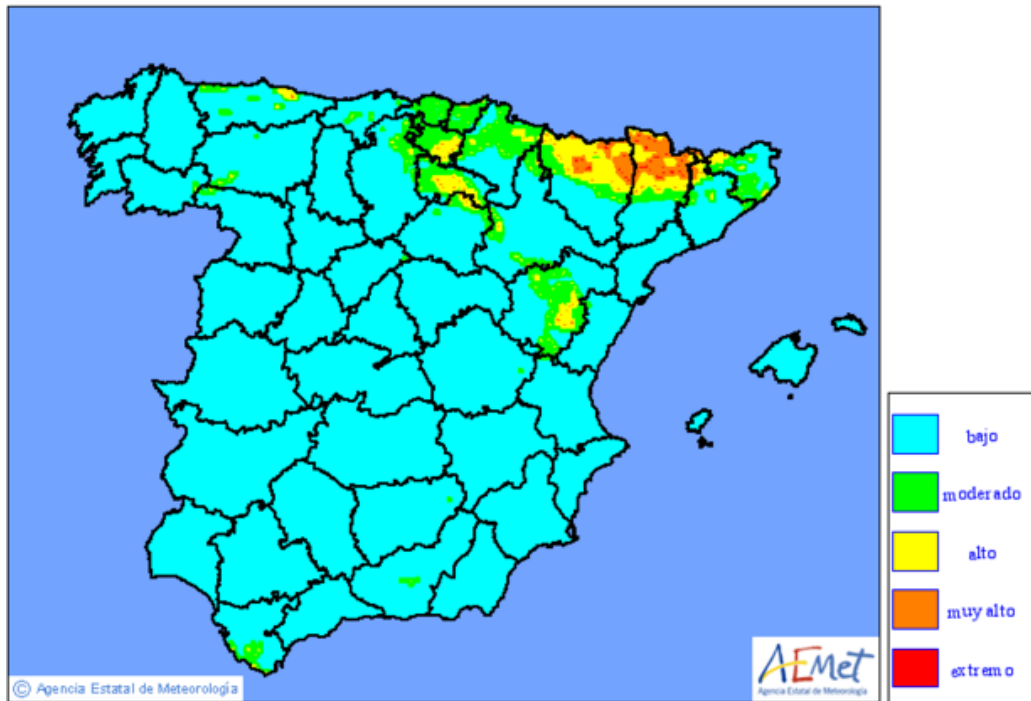 bajo
moderado
alto
muy alto
extremo
AEMet
Agencia Estatal de Meteorología
© Agencia Estatal de Meteorología